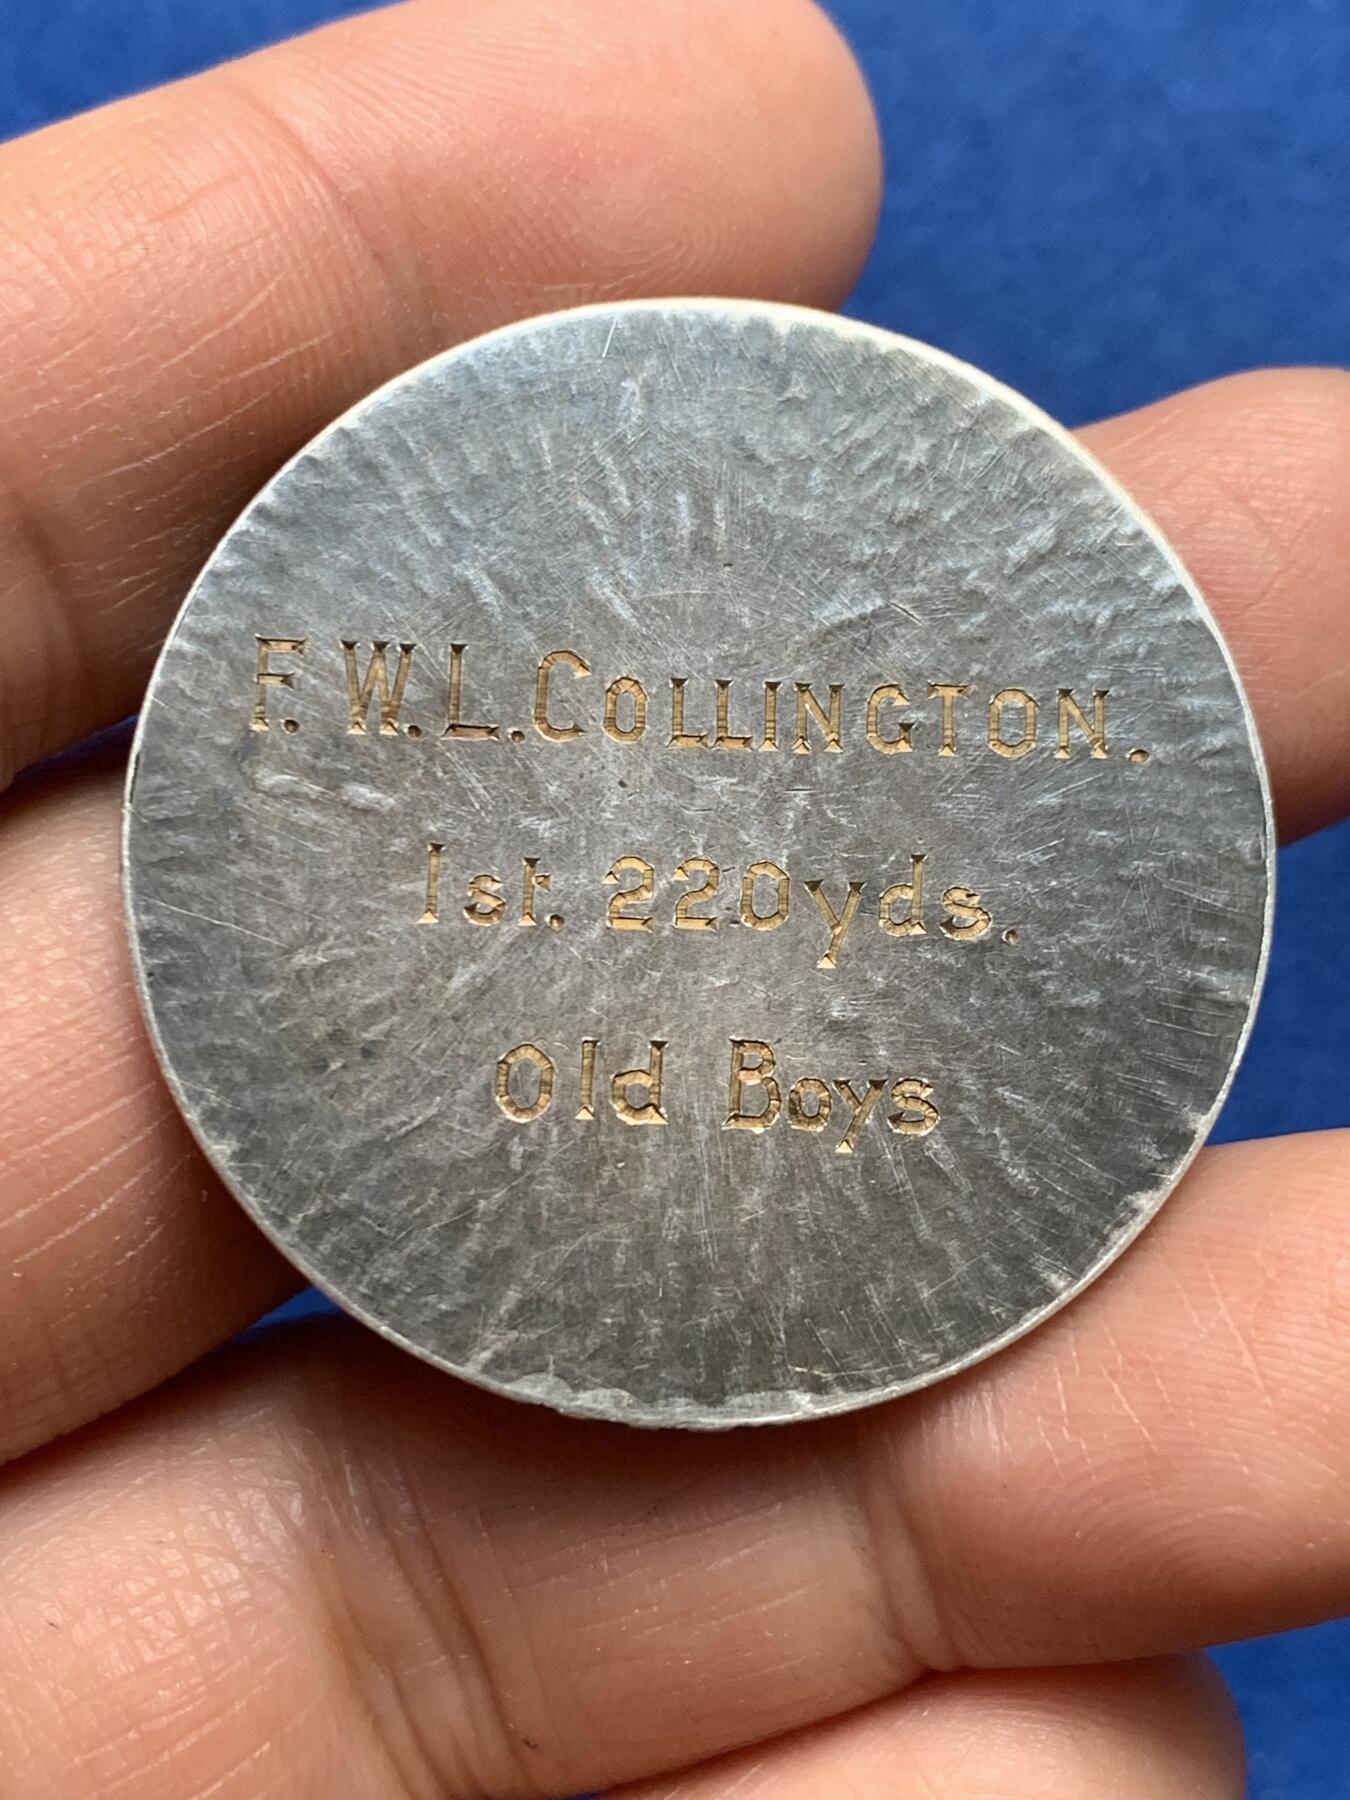 F. W. L. COLLINGTON.
1st. 220yds.
Old Boys